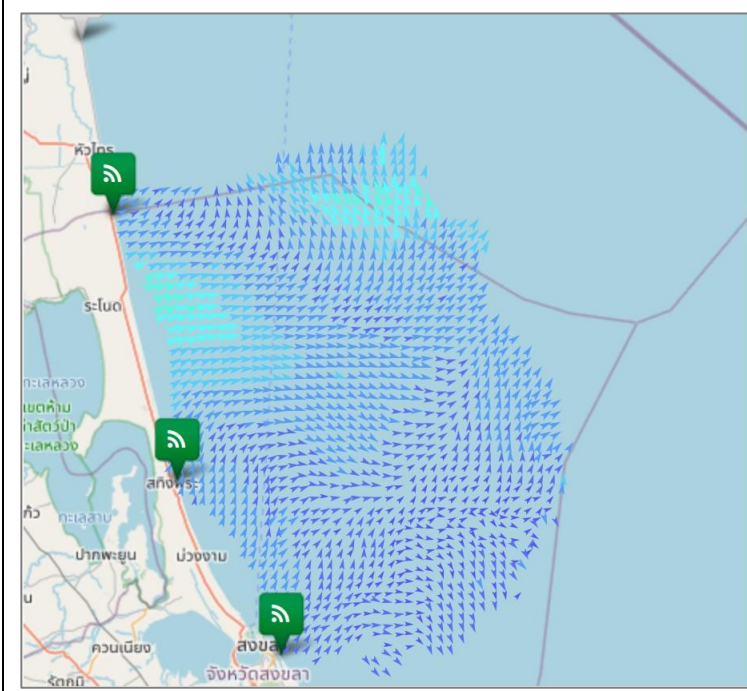 หัวไทร
ระโนด
ทะเลหลวง
เขตห้าม
ล่าสัตว์ป่า
ทะเลหลวง
สทิงพระ
ทะเลสาบ
ปากพะยูน
ม่วงงาม
ควนเนียง
สงขลา
จังหวัดสงขลา
รัตภูมิ